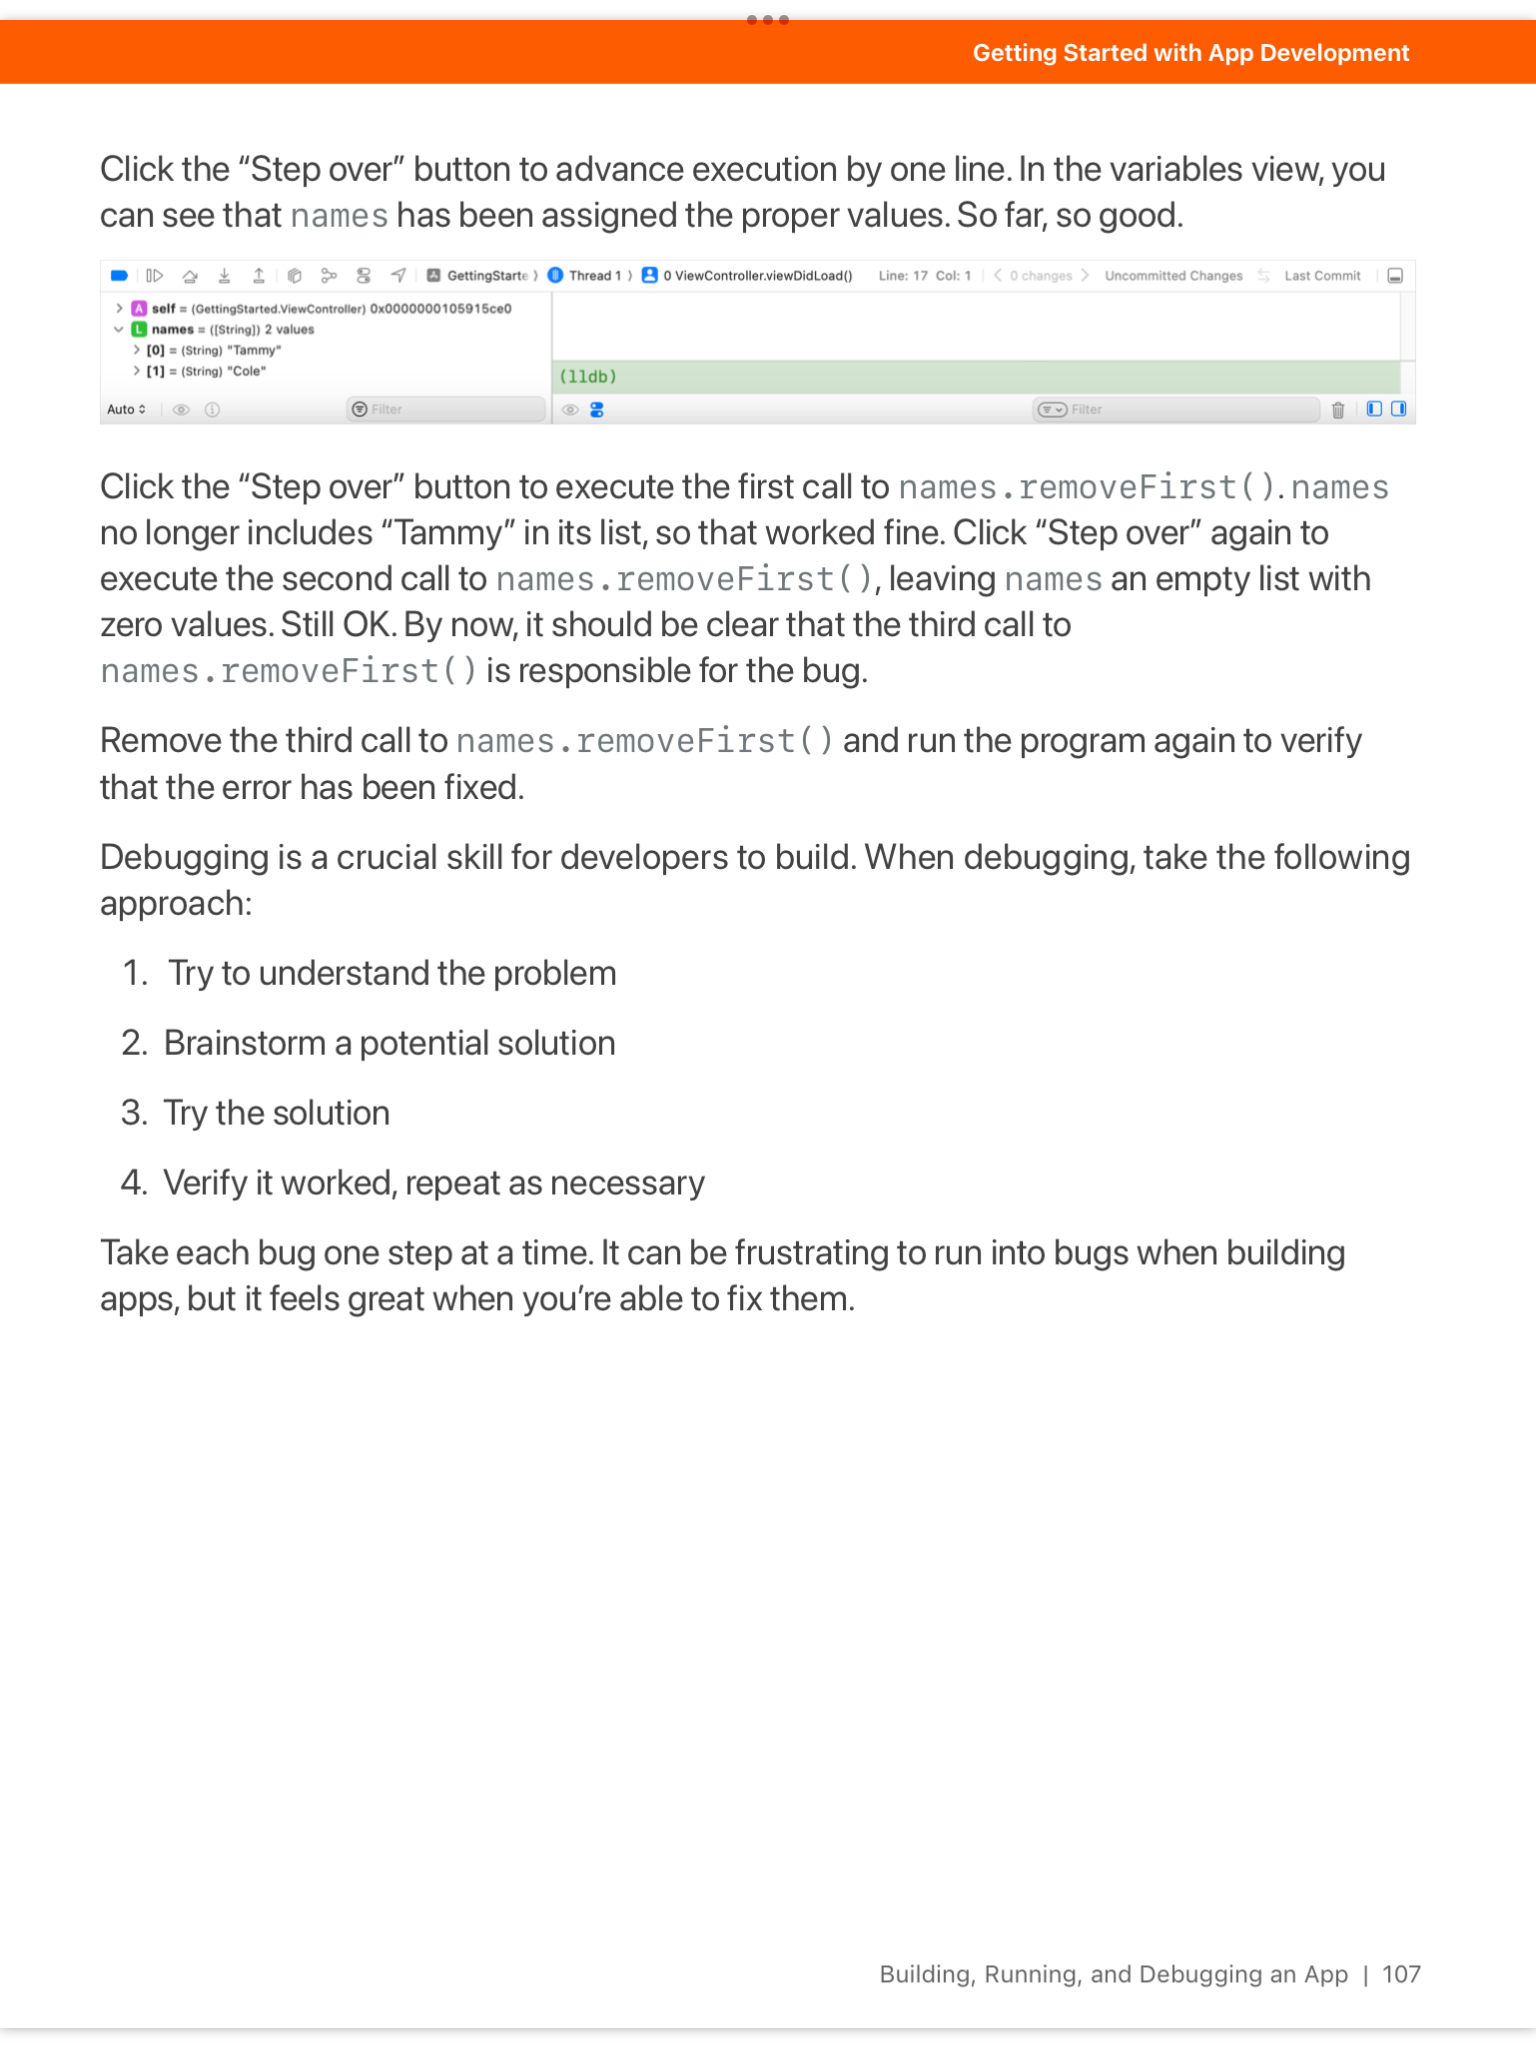 Getting Started with App Development
Click the “Step over” button to advance execution by one line. In the variables view, you
can see that names has been assigned the proper values. So far, so good.
GettingStarte Thread 1 0 ViewController.viewDidLoad() Line: 17 Col: 1 0 changes Uncommitted Changes Last Commit
A self = (GettingStarted.ViewController) 0x0000000105915ce0
L names = ([String]) 2 values
[0] = (String) "Tammy"
[1] = (String) "Cole"
(lldb)
Auto Filter Filter
Click the “Step over” button to execute the first call to names.removeFirst(). names
no longer includes “Tammy” in its list, so that worked fine. Click “Step over” again to
execute the second call to names.removeFirst(), leaving names an empty list with
zero values. Still OK. By now, it should be clear that the third call to
names.removeFirst() is responsible for the bug.
Remove the third call to names.removeFirst() and run the program again to verify
that the error has been fixed.
Debugging is a crucial skill for developers to build. When debugging, take the following
approach:
1. Try to understand the problem
2. Brainstorm a potential solution
3. Try the solution
4. Verify it worked, repeat as necessary
Take each bug one step at a time. It can be frustrating to run into bugs when building
apps, but it feels great when you’re able to fix them.
Building, Running, and Debugging an App | 107